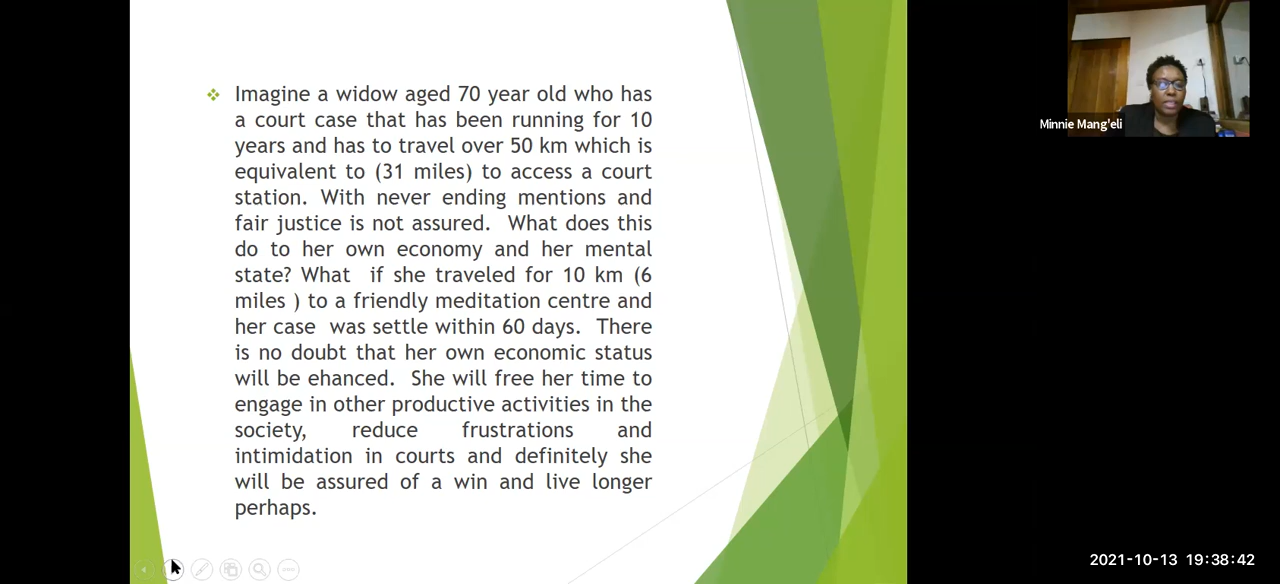 Imagine a widow aged 70 year old who has
a court case that has been running for 10
years and has to travel over 50 km which is
equivalent to (31 miles) to access a court
station. With never ending mentions and
fair justice is not assured. What does this
do to her own economy and her mental
state? What if she traveled for 10 km (6
miles ) to a friendly meditation centre and
her case was settle within 60 days. There
is no doubt that her own economic status
will be ehanced. She will free her time to
engage in other productive activities in the
society, reduce frustrations and
intimidation in courts and definitely she
will be assured of a win and live longer
perhaps.
Minnie Mang'eli
2021-10-13 19:38:42